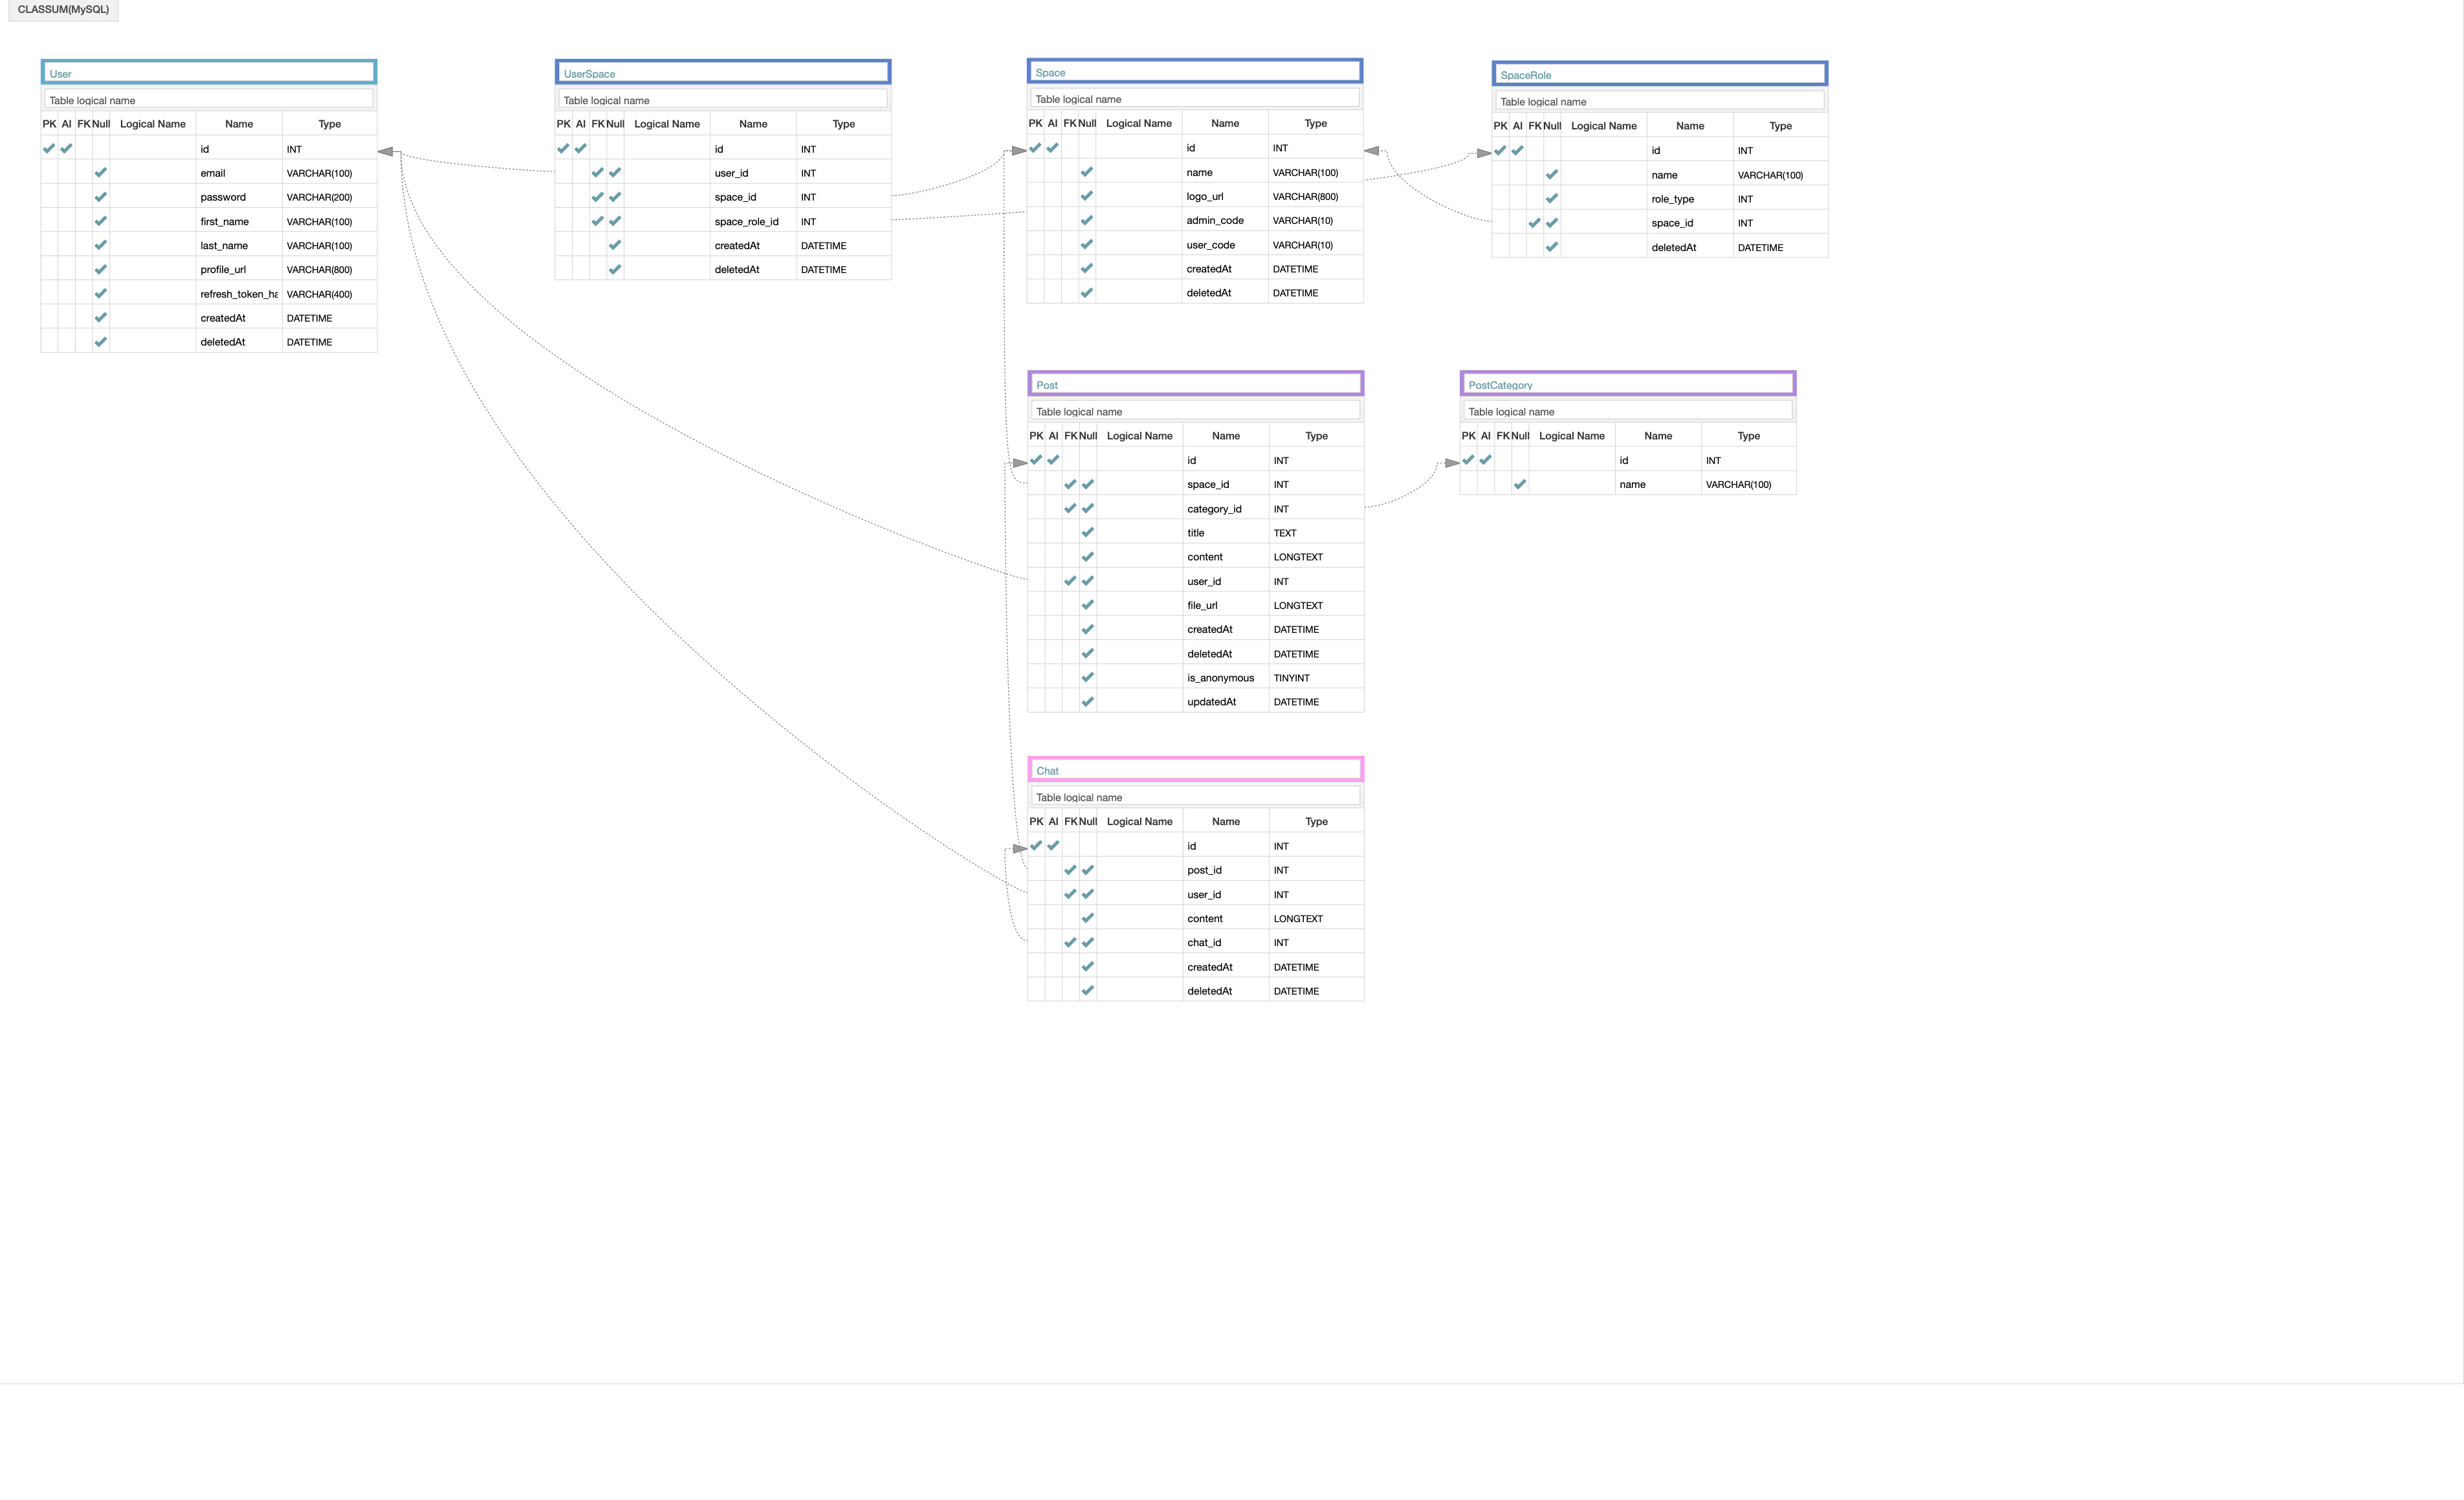 CLASSUM(MySQL)
User
Table logical name
PK AI FK Null Logical Name Name Type
id INT
email VARCHAR(100)
password VARCHAR(200)
first_name VARCHAR(100)
last_name VARCHAR(100)
profile_url VARCHAR(800)
refresh_token_ha VARCHAR(400)
createdAt DATETIME
deletedAt DATETIME
UserSpace
Table logical name
PK AI FK Null Logical Name Name Type
id INT
user_id INT
space_id INT
space_role_id INT
createdAt DATETIME
deletedAt DATETIME
Space
Table logical name
PK AI FK Null Logical Name Name Type
id INT
name VARCHAR(100)
logo_url VARCHAR(800)
admin_code VARCHAR(10)
user_code VARCHAR(10)
createdAt DATETIME
deletedAt DATETIME
SpaceRole
Table logical name
PK AI FK Null Logical Name Name Type
id INT
name VARCHAR(100)
role_type INT
space_id INT
deletedAt DATETIME
Post
Table logical name
PK AI FK Null Logical Name Name Type
id INT
space_id INT
category_id INT
title TEXT
content LONGTEXT
user_id INT
file_url LONGTEXT
createdAt DATETIME
deletedAt DATETIME
is_anonymous TINYINT
updatedAt DATETIME
PostCategory
Table logical name
PK AI FK Null Logical Name Name Type
id INT
name VARCHAR(100)
Chat
Table logical name
PK AI FK Null Logical Name Name Type
id INT
post_id INT
user_id INT
content LONGTEXT
chat_id INT
createdAt DATETIME
deletedAt DATETIME